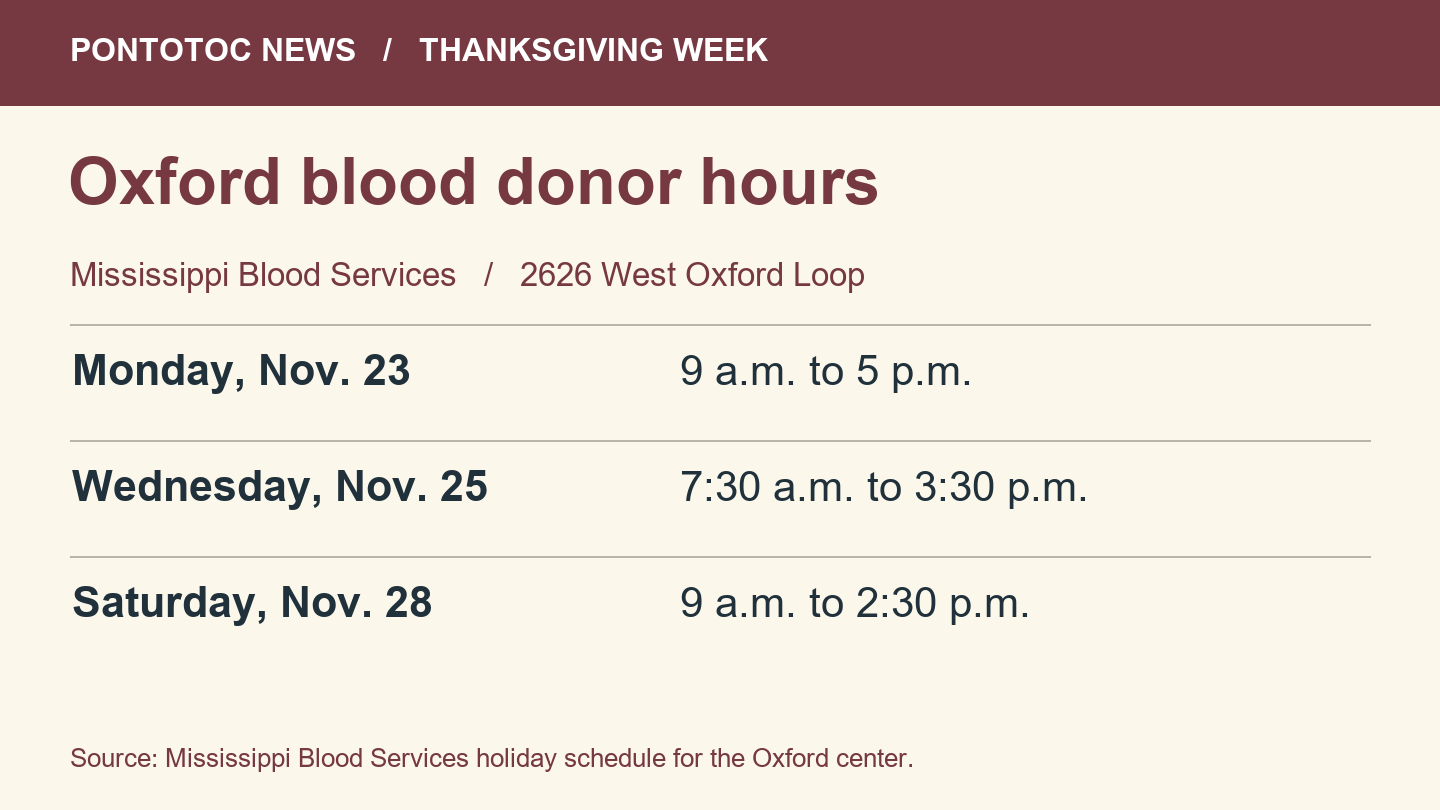 PONTOTOC NEWS / THANKSGIVING WEEK
Oxford blood donor hours
Mississippi Blood Services / 2626 West Oxford Loop
Monday, Nov. 23 9 a.m. to 5 p.m.
Wednesday, Nov. 25 7:30 a.m. to 3:30 p.m.
Saturday, Nov. 28 9 a.m. to 2:30 p.m.
Source: Mississippi Blood Services holiday schedule for the Oxford center.